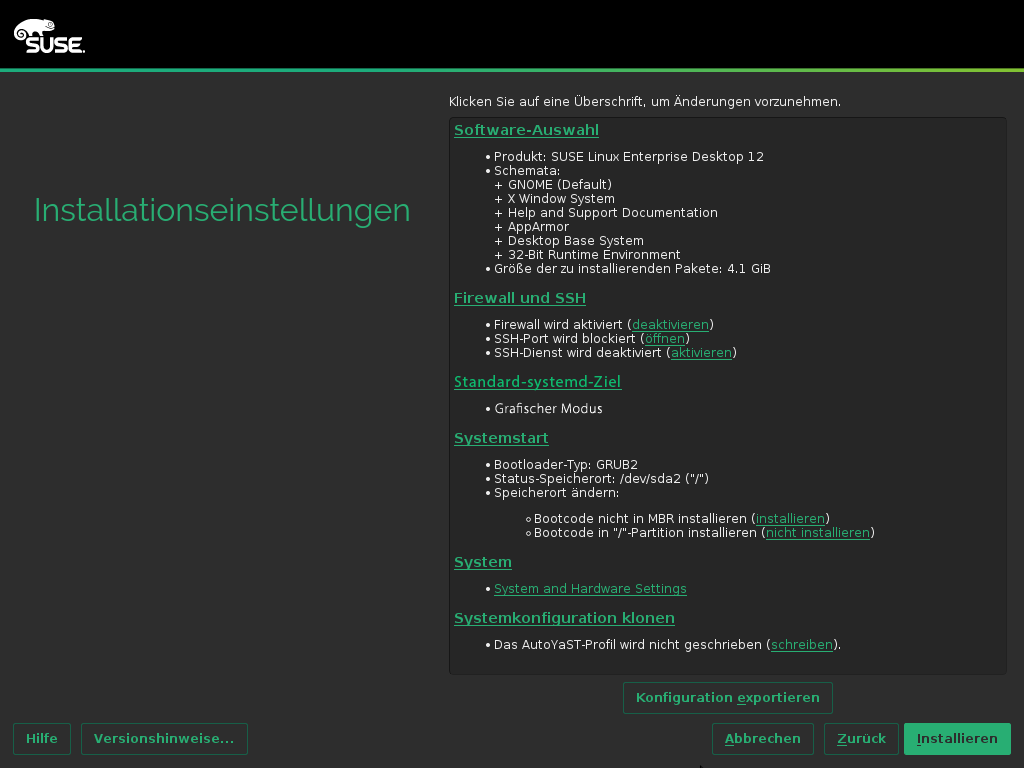 SUSE.
Klicken Sie auf eine Überschrift, um Änderungen vorzunehmen.
Installationseinstellungen
Software-Auswahl
• Produkt: SUSE Linux Enterprise Desktop 12
• Schemata:
+ GNOME (Default)
+ X Window System
+ Help and Support Documentation
+ AppArmor
+ Desktop Base System
+ 32-Bit Runtime Environment
• Größe der zu installierenden Pakete: 4.1 GiB
Firewall und SSH
• Firewall wird aktiviert (deaktivieren)
• SSH-Port wird blockiert (öffnen)
• SSH-Dienst wird deaktiviert (aktivieren)
Standard-systemd-Ziel
• Grafischer Modus
Systemstart
• Bootloader-Typ: GRUB2
• Status-Speicherort: /dev/sda2 ("/")
• Speicherort ändern:
◦ Bootcode nicht in MBR installieren (installieren)
◦ Bootcode in "/"-Partition installieren (nicht installieren)
System
• System and Hardware Settings
Systemkonfiguration klonen
• Das AutoYaST-Profil wird nicht geschrieben (schreiben).
Konfiguration exportieren
Hilfe Versionshinweise... Abbrechen Zurück Installieren